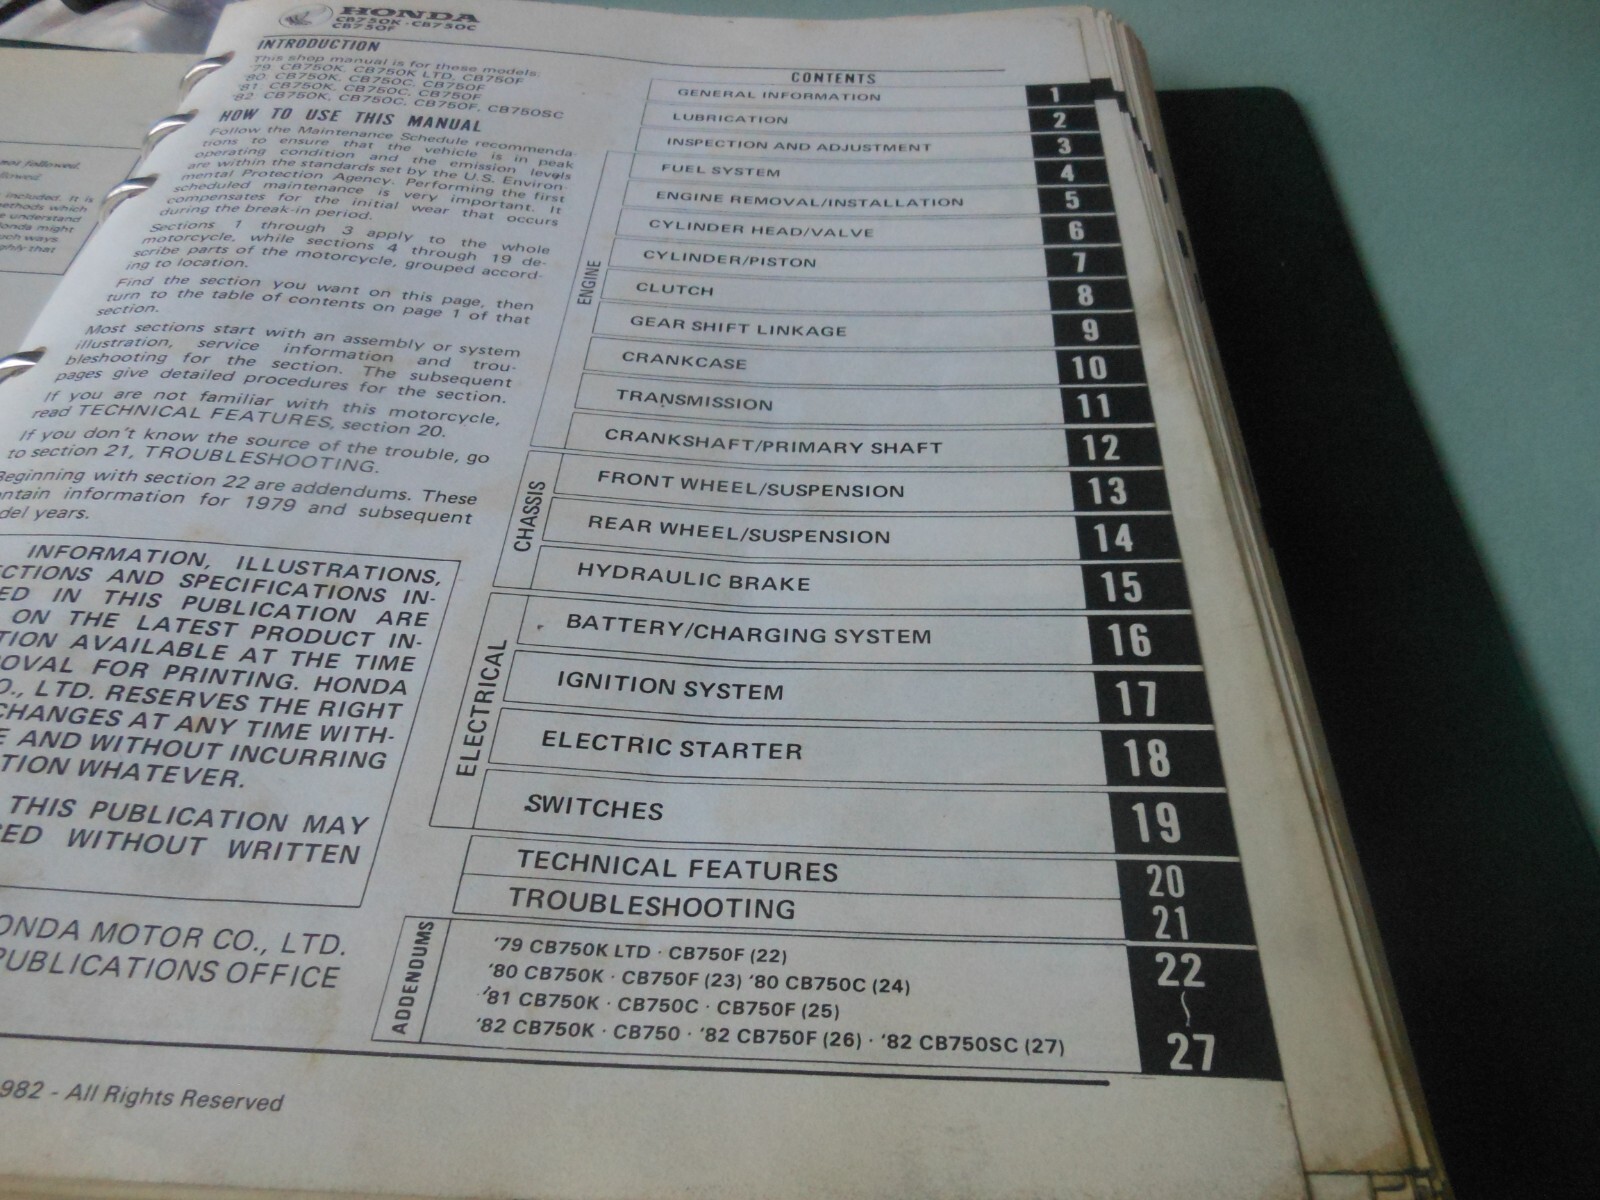 HONDA
CB750K · CB750C
CB750F
INTRODUCTION
This shop manual is for these models:
'79: CB750K, CB750K LTD, CB750F
'80: CB750K, CB750C, CB750F
'81: CB750K, CB750C, CB750F
'82: CB750K, CB750C, CB750F, CB750SC
HOW TO USE THIS MANUAL
Follow the Maintenance Schedule recommenda-
tions to ensure that the vehicle is in peak
operating condition and the emission levels
are within the standards set by the U.S. Environ-
mental Protection Agency. Performing the first
scheduled maintenance is very important. It
compensates for the initial wear that occurs
during the break-in period.
Sections 1 through 3 apply to the whole
motorcycle, while sections 4 through 19 de-
scribe parts of the motorcycle, grouped accord-
ing to location.
Find the section you want on this page, then
turn to the table of contents on page 1 of that
section.
Most sections start with an assembly or system
illustration, service information and trou-
bleshooting for the section. The subsequent
pages give detailed procedures for the section.
If you are not familiar with this motorcycle,
read TECHNICAL FEATURES, section 20.
If you don't know the source of the trouble, go
to section 21, TROUBLESHOOTING.
Beginning with section 22 are addendums. These
information for 1979 and subsequent
years.
INFORMATION, ILLUSTRATIONS,
AND SPECIFICATIONS IN-
IN THIS PUBLICATION ARE
ON THE LATEST PRODUCT IN-
AVAILABLE AT THE TIME
FOR PRINTING. HONDA
LTD. RESERVES THE RIGHT
CHANGES AT ANY TIME WITH-
AND WITHOUT INCURRING
WHATEVER.
THIS PUBLICATION MAY
WITHOUT WRITTEN
HONDA MOTOR CO., LTD.
PUBLICATIONS OFFICE
982 - All Rights Reserved
CONTENTS
GENERAL INFORMATION 1
LUBRICATION 2
INSPECTION AND ADJUSTMENT 3
ENGINE
FUEL SYSTEM 4
ENGINE REMOVAL/INSTALLATION 5
CYLINDER HEAD/VALVE 6
CYLINDER/PISTON 7
CLUTCH 8
GEAR SHIFT LINKAGE 9
CRANKCASE 10
TRANSMISSION 11
CRANKSHAFT/PRIMARY SHAFT 12
CHASSIS
FRONT WHEEL/SUSPENSION 13
REAR WHEEL/SUSPENSION 14
HYDRAULIC BRAKE 15
ELECTRICAL
BATTERY/CHARGING SYSTEM 16
IGNITION SYSTEM 17
ELECTRIC STARTER 18
SWITCHES 19
TECHNICAL FEATURES 20
TROUBLESHOOTING 21
ADDENDUMS
'79 CB750K LTD · CB750F (22)
'80 CB750K · CB750F (23) '80 CB750C (24)
'81 CB750K · CB750C · CB750F (25)
'82 CB750K · CB750 · '82 CB750F (26) · '82 CB750SC (27)
22
~
27